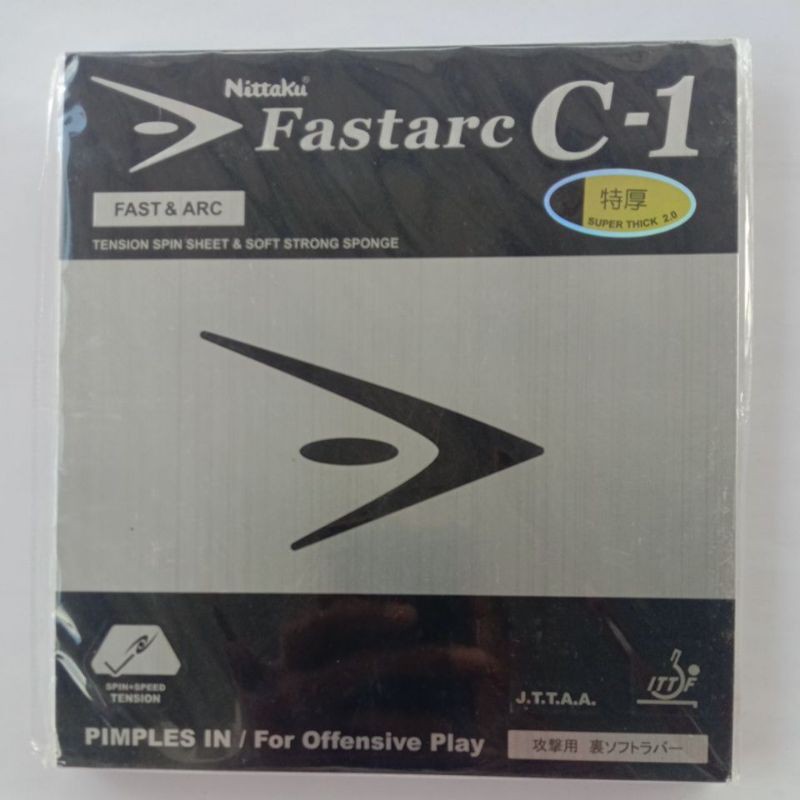 Nittaku®
Fastarc C-1
FAST & ARC
特厚
SUPER THICK 2.0
TENSION SPIN SHEET & SOFT STRONG SPONGE
SPIN+SPEED
TENSION
J.T.T.A.A.
ITTF
PIMPLES IN / For Offensive Play
攻撃用 裏ソフトラバー